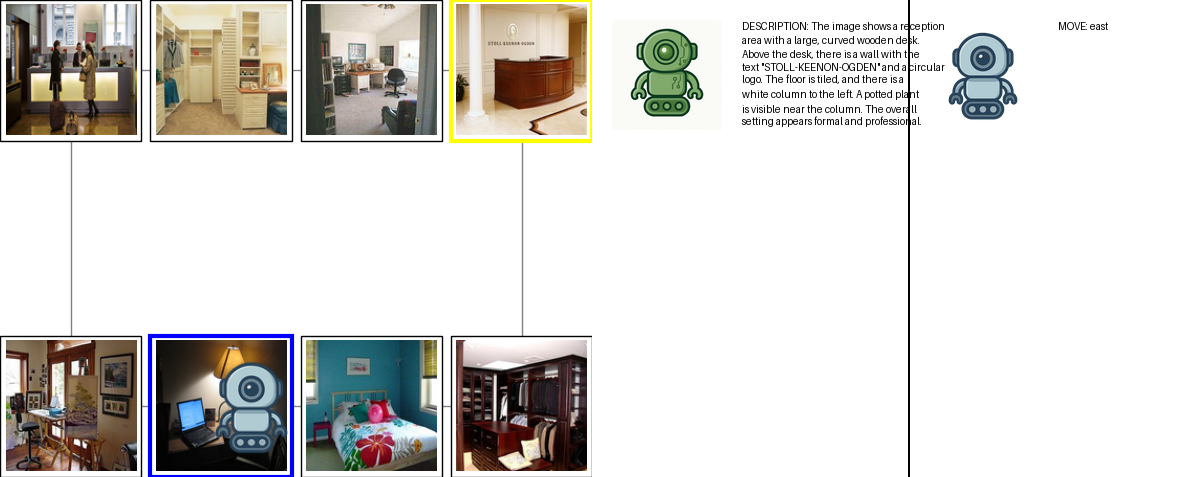 STOLL-KEENON-OGDEN
DESCRIPTION: The image shows a reception
area with a large, curved wooden desk.
Above the desk, there is a wall with the
text "STOLL-KEENON-OGDEN" and a circular
logo. The floor is tiled, and there is a
white column to the left. A potted plant
is visible near the column. The overall
setting appears formal and professional.
MOVE: east